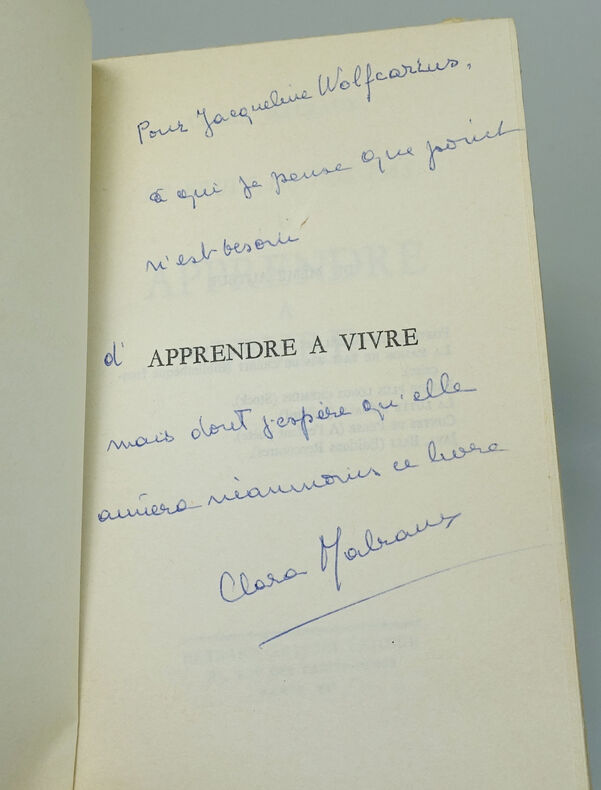 Pour Jacqueline Wolfcarius,
à qui je pense que point
n'est besoin
d' APPRENDRE A VIVRE
mais dont j'espère qu'elle
aimera néanmoins ce livre
Clara Malraux